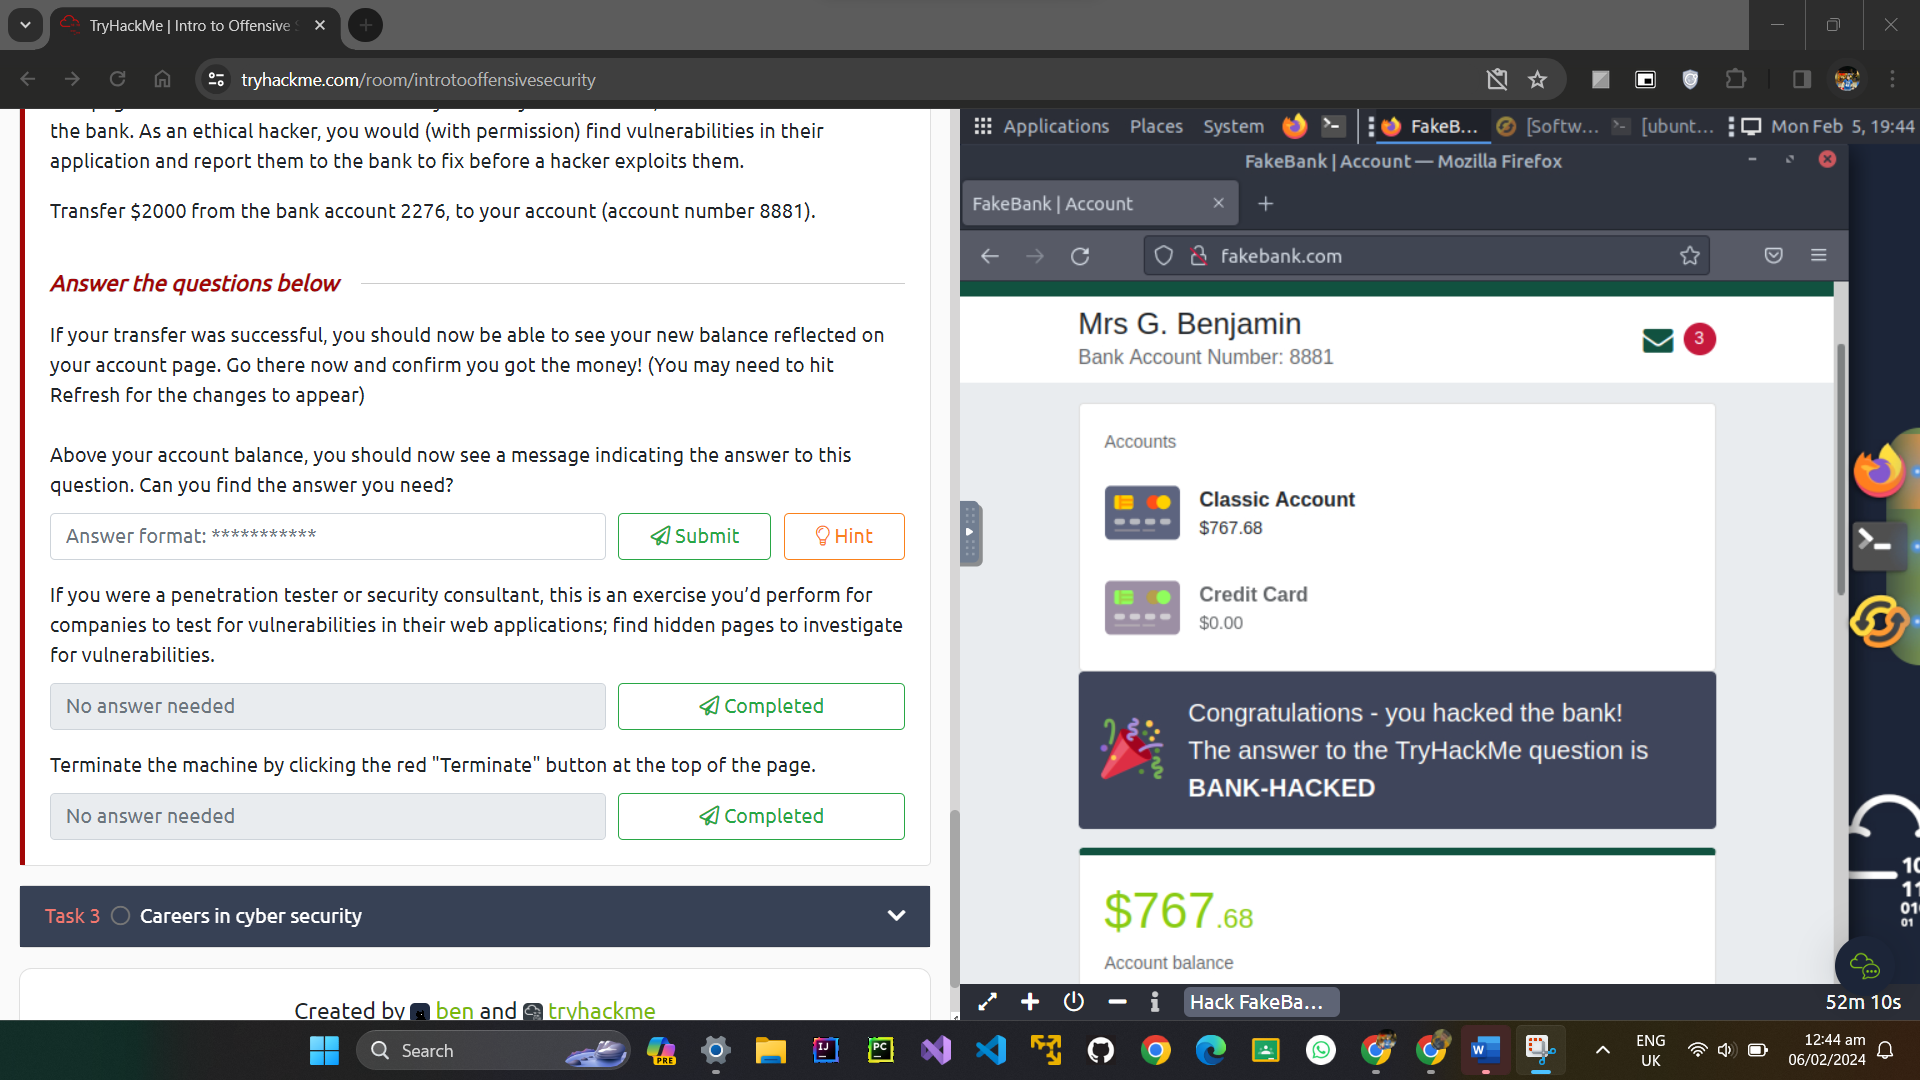 TryHackMe | Intro to Offensive
tryhackme.com/room/introtooffensivesecurity
the bank. As an ethical hacker, you would (with permission) find vulnerabilities in their
application and report them to the bank to fix before a hacker exploits them.
Transfer $2000 from the bank account 2276, to your account (account number 8881).
Answer the questions below
If your transfer was successful, you should now be able to see your new balance reflected on
your account page. Go there now and confirm you got the money! (You may need to hit
Refresh for the changes to appear)
Above your account balance, you should now see a message indicating the answer to this
question. Can you find the answer you need?
Answer format: ***********
Submit
Hint
If you were a penetration tester or security consultant, this is an exercise you’d perform for
companies to test for vulnerabilities in their web applications; find hidden pages to investigate
for vulnerabilities.
No answer needed
Completed
Terminate the machine by clicking the red "Terminate" button at the top of the page.
No answer needed
Completed
Task 3 Careers in cyber security
Created by ben and tryhackme
Applications Places System FakeB... [Softw... [ubunt... Mon Feb 5, 19:44
FakeBank | Account — Mozilla Firefox
FakeBank | Account
fakebank.com
Mrs G. Benjamin
Bank Account Number: 8881
3
Accounts
Classic Account
$767.68
Credit Card
$0.00
Congratulations - you hacked the bank!
The answer to the TryHackMe question is
BANK-HACKED
$767.68
Account balance
Hack FakeBa...
52m 10s
Search
PRE
IJ
PC
W
ENG
UK
12:44 am
06/02/2024